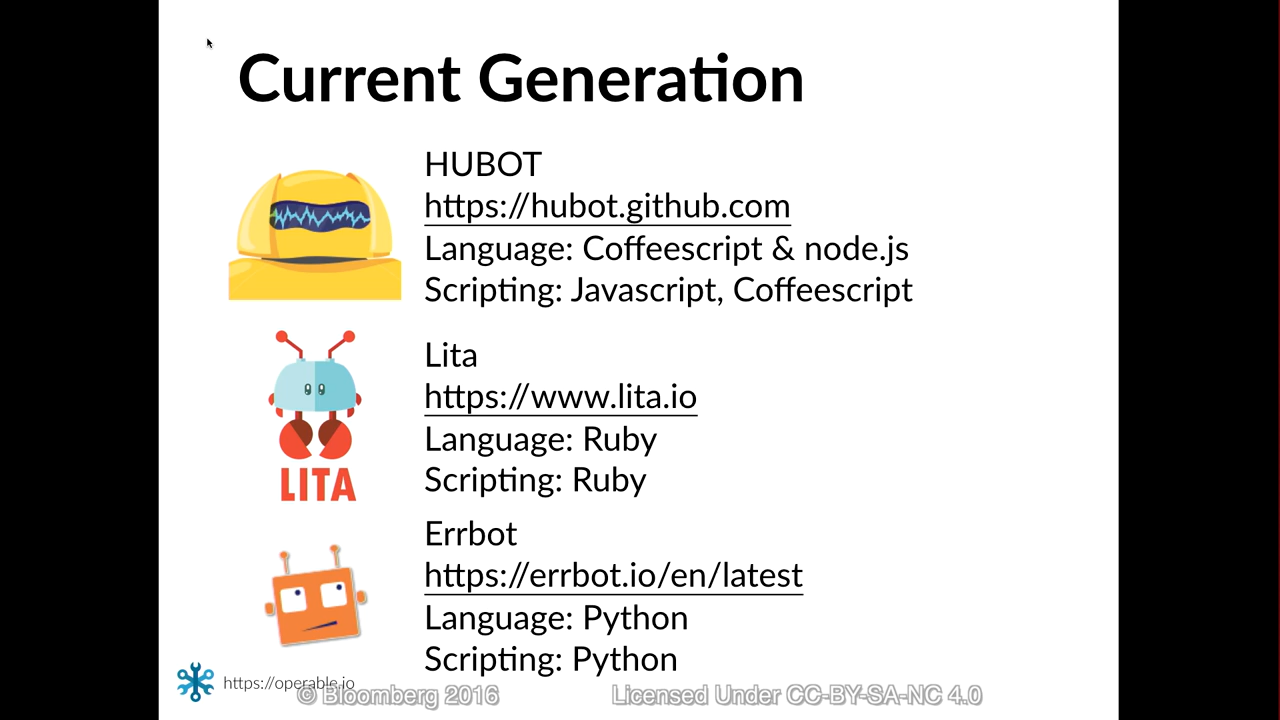 Current Generation
HUBOT
https://hubot.github.com
Language: Coffeescript & node.js
Scripting: Javascript, Coffeescript
Lita
https://www.lita.io
Language: Ruby
Scripting: Ruby
LITA
Errbot
https://errbot.io/en/latest
Language: Python
Scripting: Python
https://operable.io
© Bloomberg 2016 Licensed Under CC-BY-SA-NC 4.0